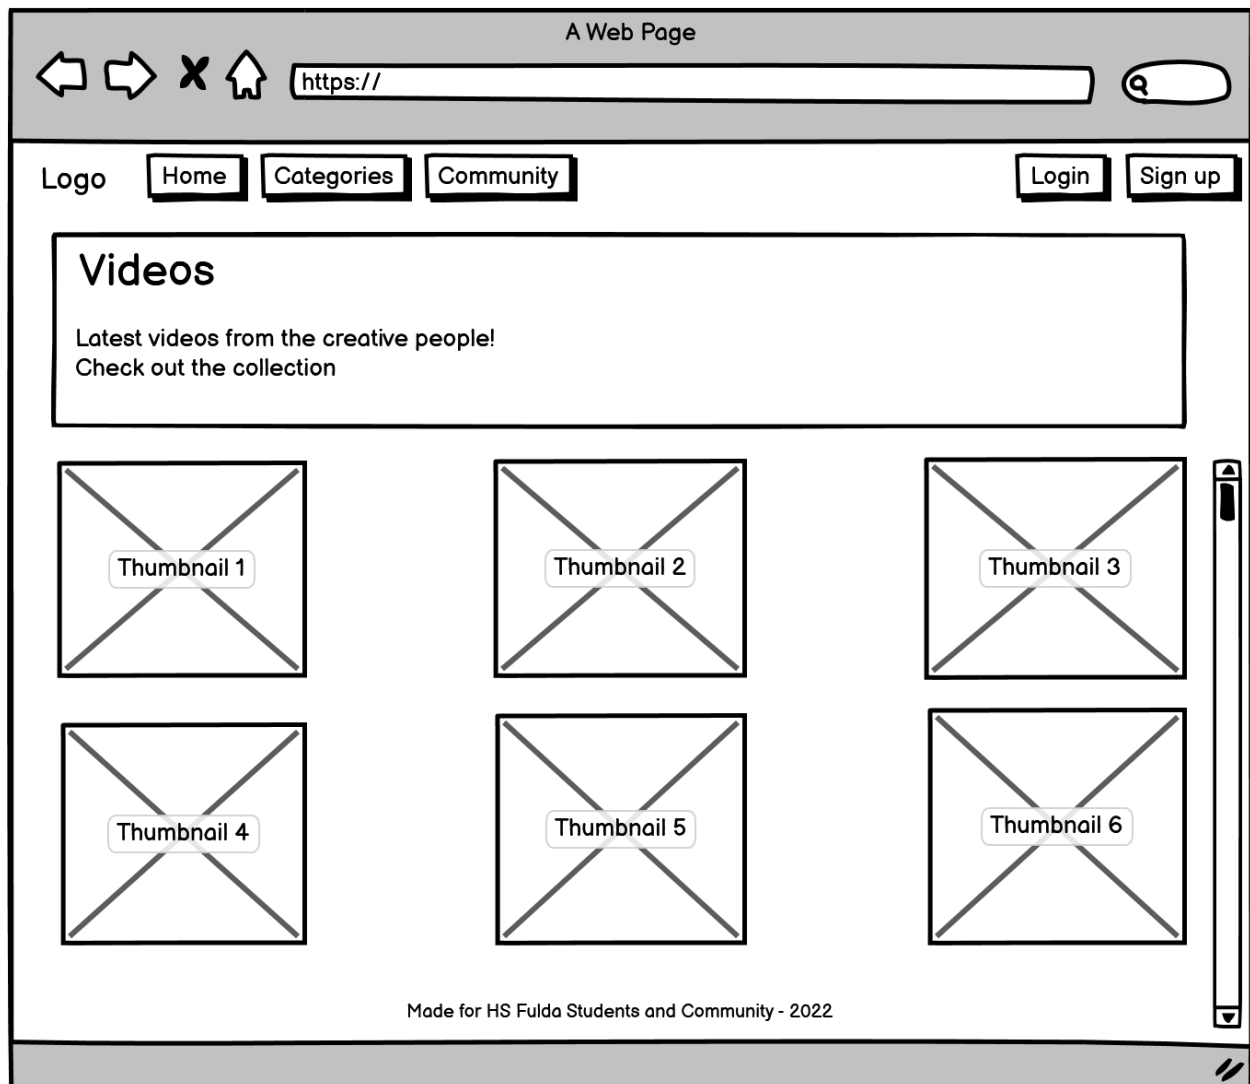 A Web Page
https://
Logo Home Categories Community Login Sign up
Videos
Latest videos from the creative people!
Check out the collection
Thumbnail 1 Thumbnail 2 Thumbnail 3
Thumbnail 4 Thumbnail 5 Thumbnail 6
Made for HS Fulda Students and Community - 2022